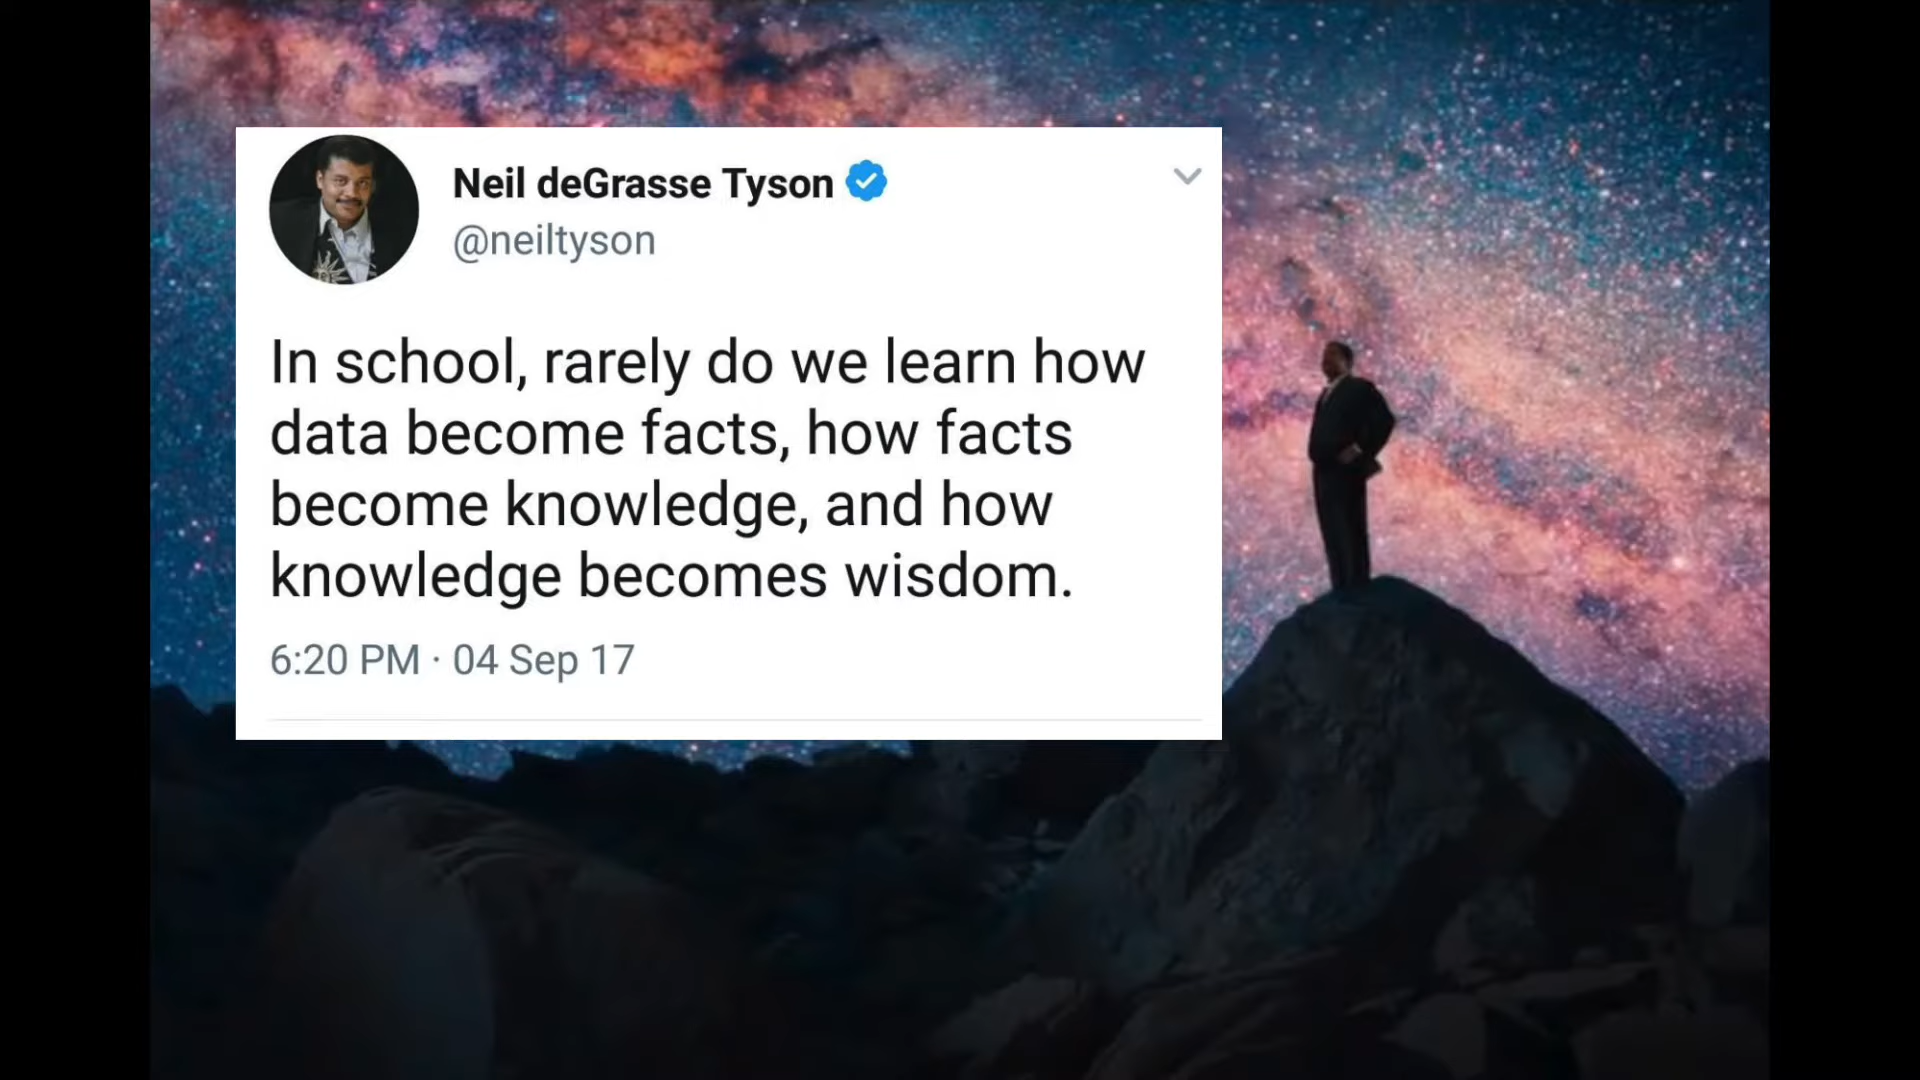 Neil deGrasse Tyson
@neiltyson
In school, rarely do we learn how
data become facts, how facts
become knowledge, and how
knowledge becomes wisdom.
6:20 PM · 04 Sep 17